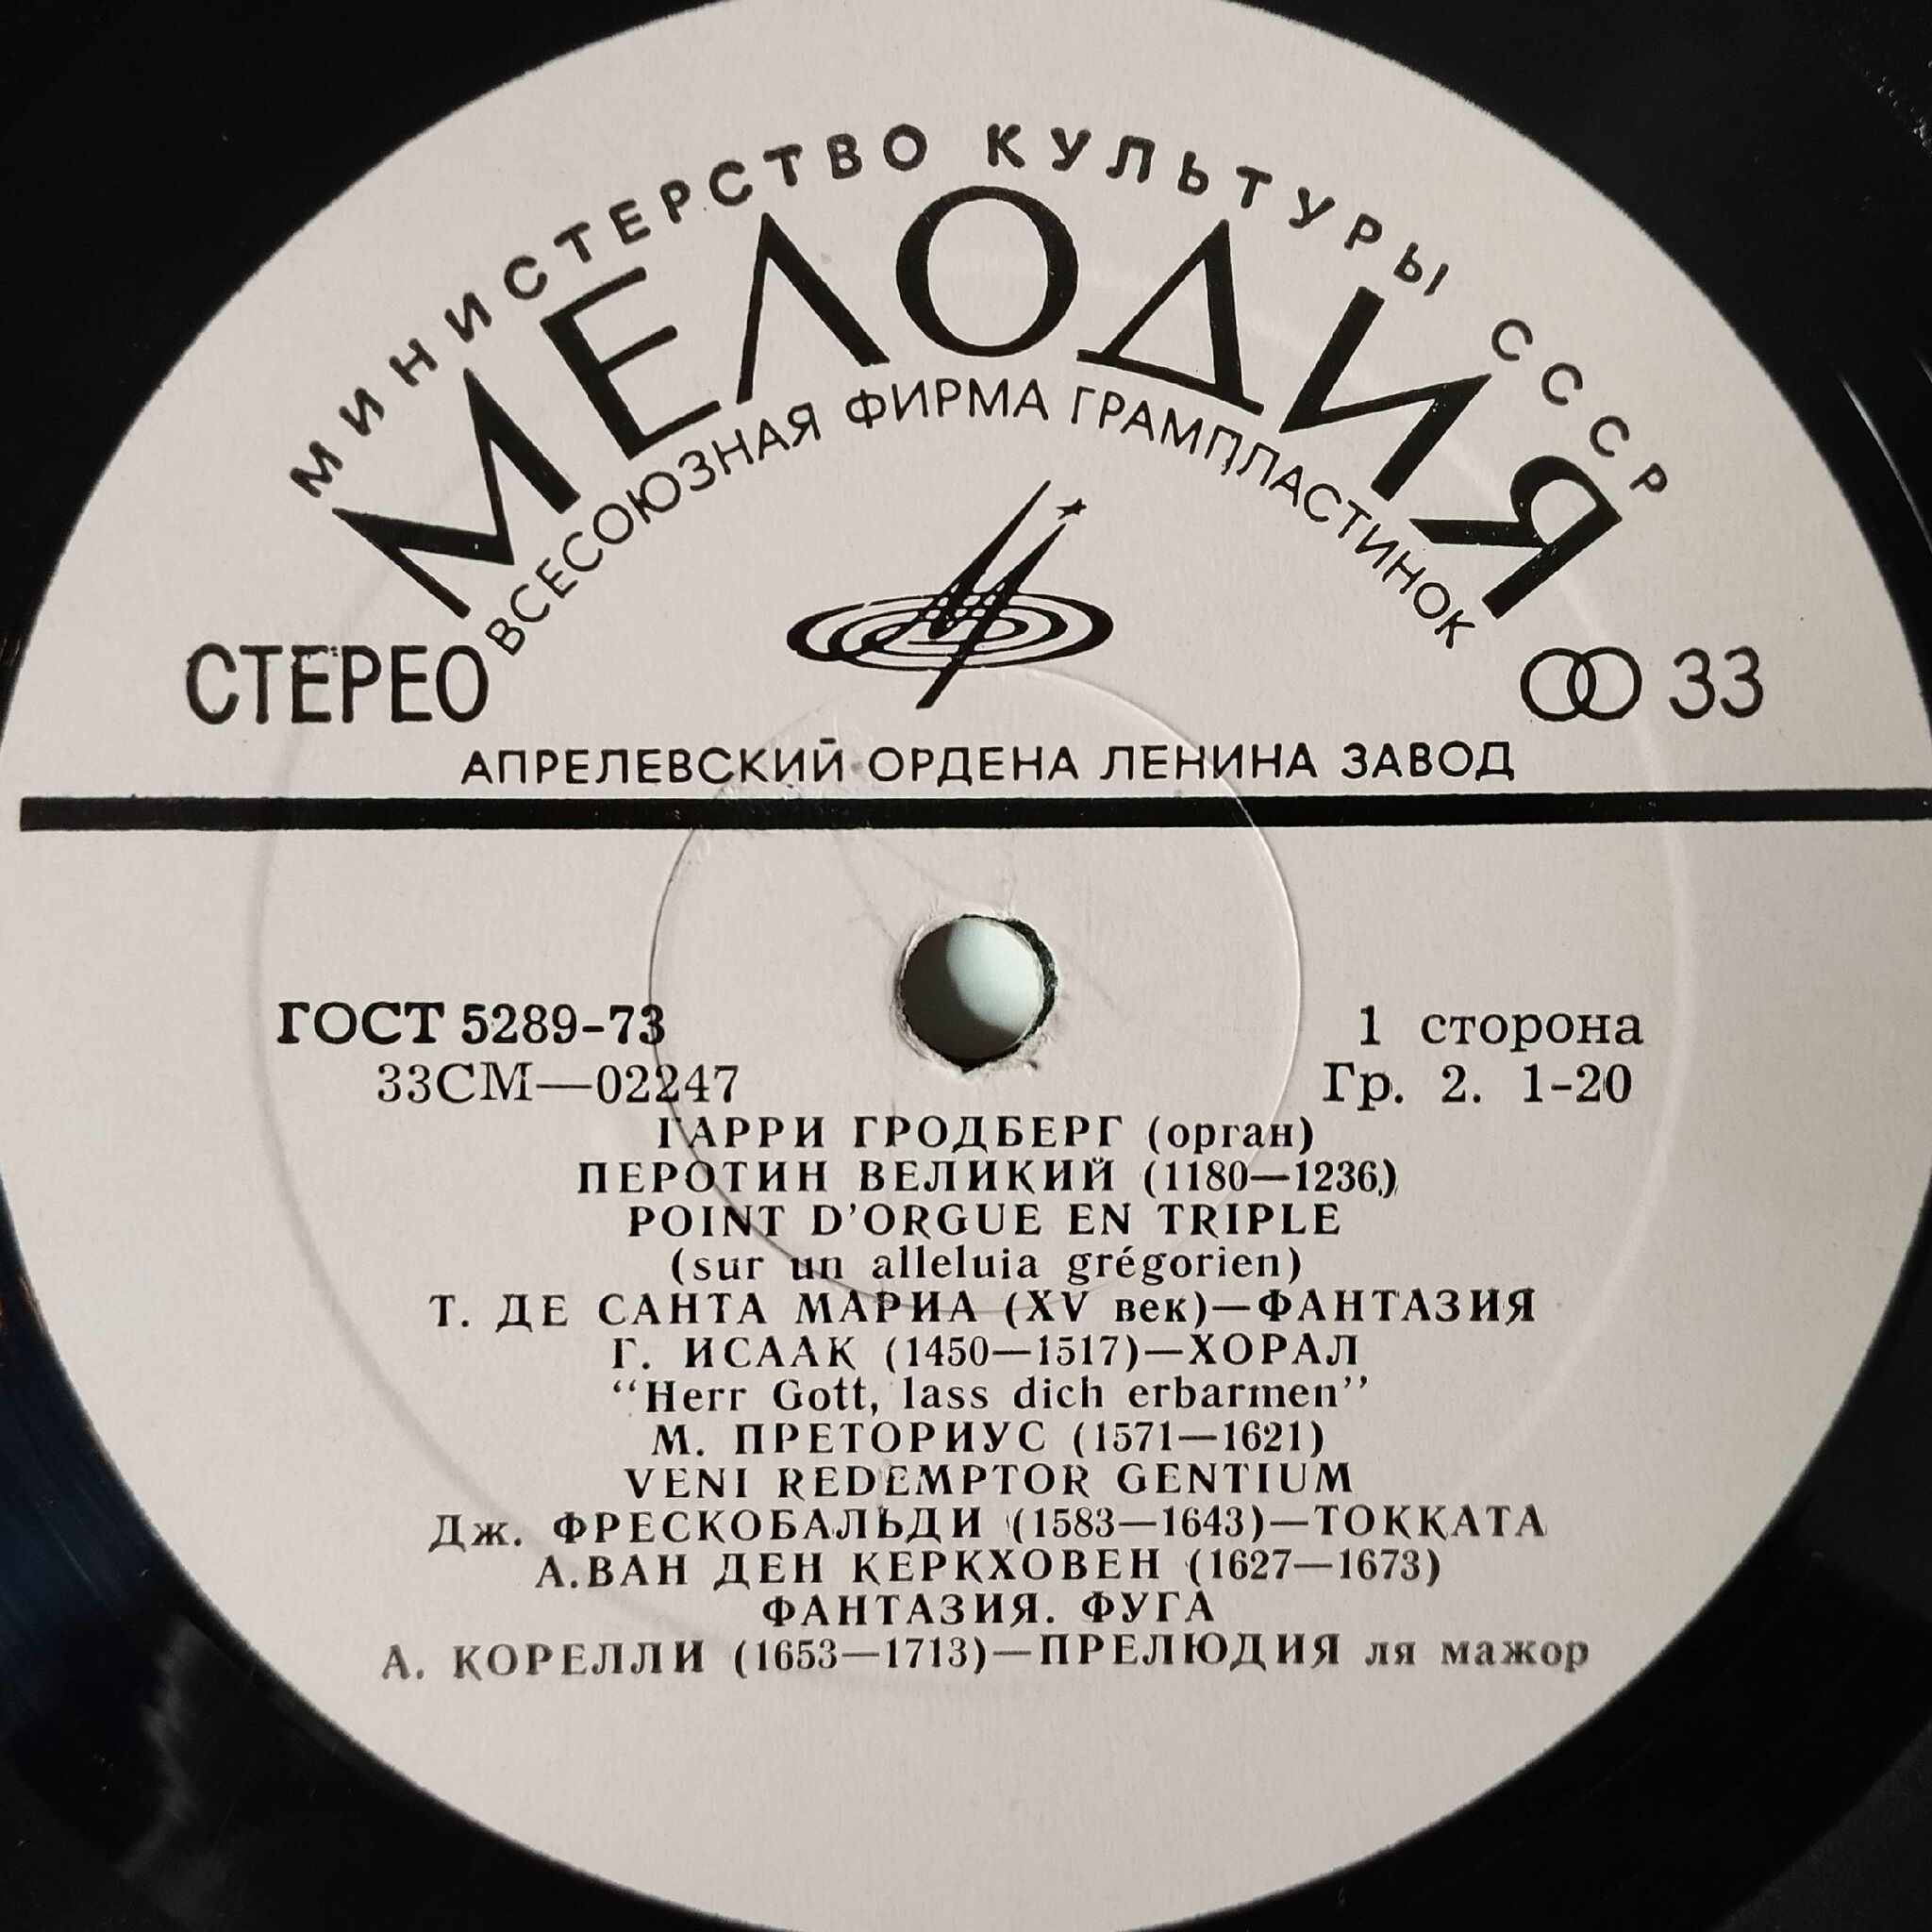 МИНИСТЕРСТВО КУЛЬТУРЫ СССР
МЕЛОДИЯ
ВСЕСОЮЗНАЯ ФИРМА ГРАМПЛАСТИНОК
СТЕРЕО 33
АПРЕЛЕВСКИЙ ОРДЕНА ЛЕНИНА ЗАВОД
ГОСТ 5289-73 1 сторона
33СМ—02247 Гр. 2. 1-20
ГАРРИ ГРОДБЕРГ (орган)
ПЕРОТИН ВЕЛИКИЙ (1180—1236)
POINT D’ORGUE EN TRIPLE
(sur un alleluia grégorien)
Т. ДЕ САНТА МАРИА (XV век)—ФАНТАЗИЯ
Г. ИСААК (1450—1517)—ХОРАЛ
“Herr Gott, lass dich erbarmen”
М. ПРЕТОРИУС (1571—1621)
VENI REDEMPTOR GENTIUM
Дж. ФРЕСКОБАЛЬДИ (1583—1643)—ТОККАТА
А.ВАН ДЕН КЕРКХОВЕН (1627—1673)
ФАНТАЗИЯ. ФУГА
А. КОРЕЛЛИ (1653—1713)—ПРЕЛЮДИЯ ля мажор